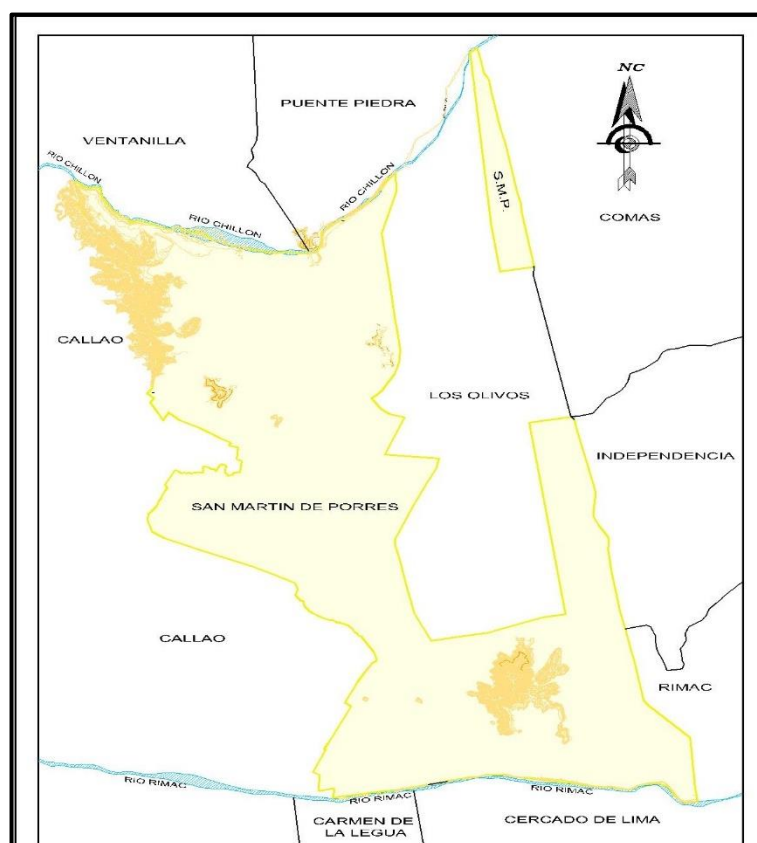 NC
PUENTE PIEDRA
VENTANILLA
RIO CHILLON
RIO CHILLON
RIO CHILLON
S.M.P.
COMAS
CALLAO
LOS OLIVOS
INDEPENDENCIA
SAN MARTIN DE PORRES
CALLAO
RIMAC
RIO RIMAC
RIO RIMAC
RIO RIMAC
CARMEN DE
LA LEGUA
CERCADO DE LIMA